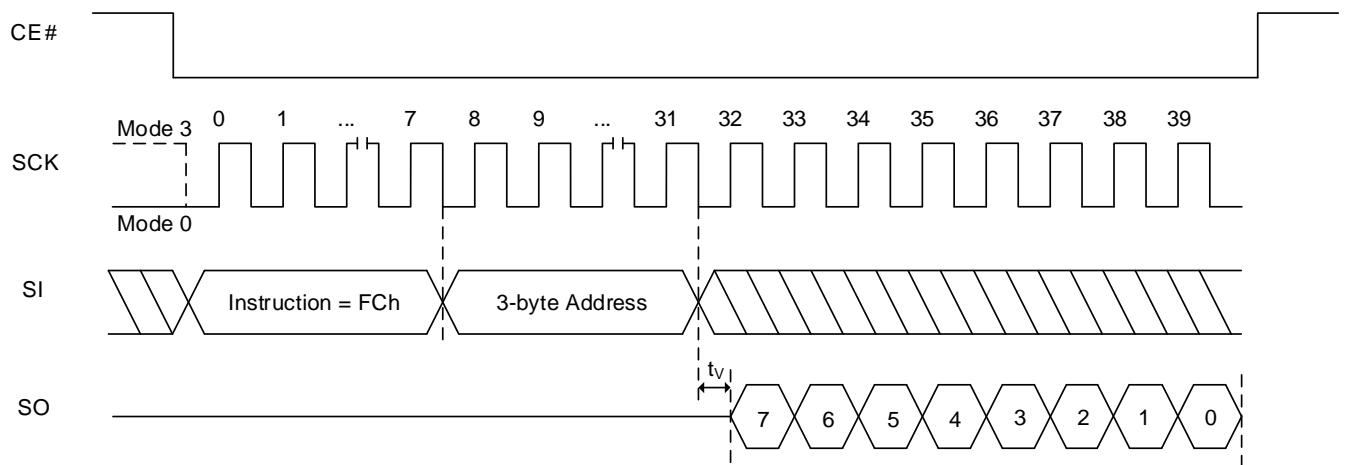 CE#
Mode 3 0 1 ... 7 8 9 ... 31 32 33 34 35 36 37 38 39
SCK
Mode 0
SI Instruction = FCh 3-byte Address
tV
SO 7 6 5 4 3 2 1 0